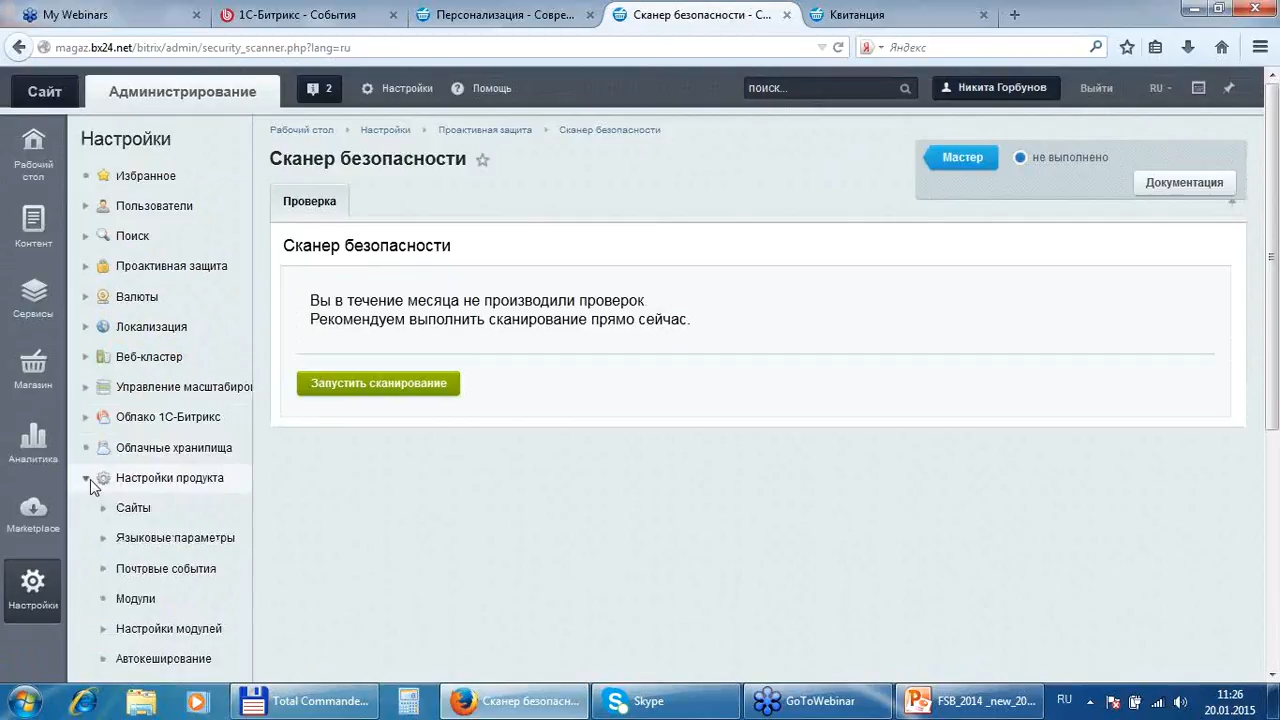 My Webinars
1С-Битрикс - События...
Персонализация - Совре...
Сканер безопасности - С...
Квитанция
magaz.bx24.net/bitrix/admin/security_scanner.php?lang=ru
Яндекс
Сайт
Администрирование
2
Настройки
Помощь
поиск...
Никита Горбунов
Выйти
RU
Рабочий стол
Контент
Сервисы
Магазин
Аналитика
Marketplace
Настройки
Настройки
Избранное
Пользователи
Поиск
Проактивная защита
Валюты
Локализация
Веб-кластер
Управление масштабиров
Облако 1С-Битрикс
Облачные хранилища
Настройки продукта
Сайты
Языковые параметры
Почтовые события
Модули
Настройки модулей
Автокеширование
Рабочий стол
Настройки
Проактивная защита
Сканер безопасности
Сканер безопасности
Мастер
не выполнено
Документация
Проверка
Сканер безопасности
Вы в течение месяца не производили проверок
Рекомендуем выполнить сканирование прямо сейчас.
Запустить сканирование
Total Commande...
Сканер безопасн...
Skype
GoToWebinar
FSB_2014 _new_20...
RU
11:26
20.01.2015